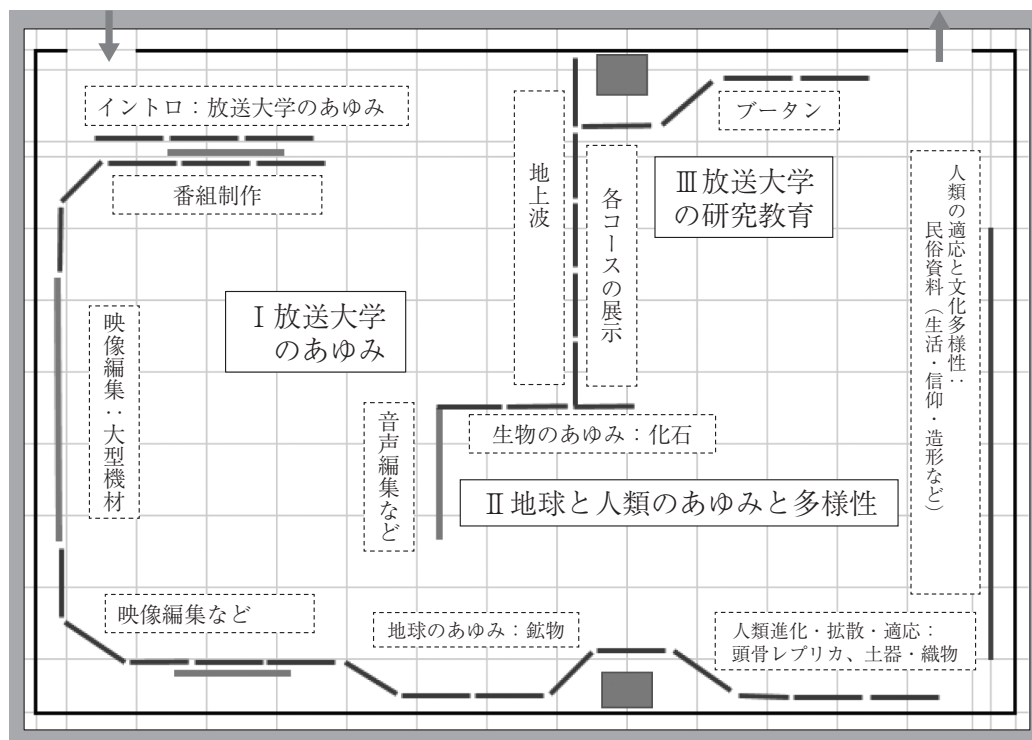 イントロ：放送大学のあゆみ
番組制作
Ⅰ放送大学
のあゆみ
映像編集：大型機材
映像編集など
音声編集など
地上波
各コースの展示
ブータン
Ⅲ放送大学
の研究教育
生物のあゆみ：化石
Ⅱ地球と人類のあゆみと多様性
地球のあゆみ：鉱物
人類進化・拡散・適応：
頭骨レプリカ、土器・織物
人類の適応と文化多様性：
民俗資料（生活・信仰・造形など）